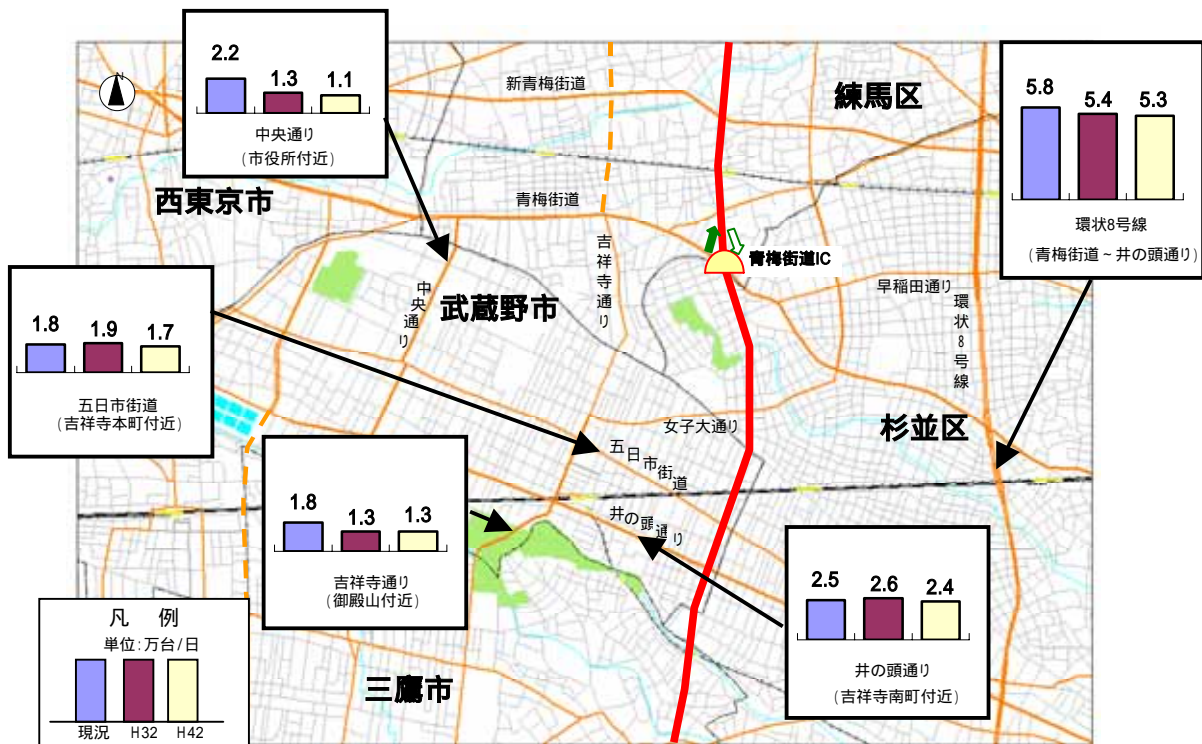 2.2
1.3
1.1
中央通り
(市役所付近)
N
新青梅街道
練馬区
5.8
5.4
5.3
環状8号線
(青梅街道~井の頭通り)
西東京市
青梅街道
吉祥寺通り
青梅街道IC
早稲田通り
環状8号線
中央通り
武蔵野市
1.8
1.9
1.7
五日市街道
(吉祥寺本町付近)
女子大通り
杉並区
五日市街道
井の頭通り
1.8
1.3
1.3
吉祥寺通り
(御殿山付近)
2.5
2.6
2.4
井の頭通り
(吉祥寺南町付近)
三鷹市
凡 例
単位:万台/日
現況 H32 H42